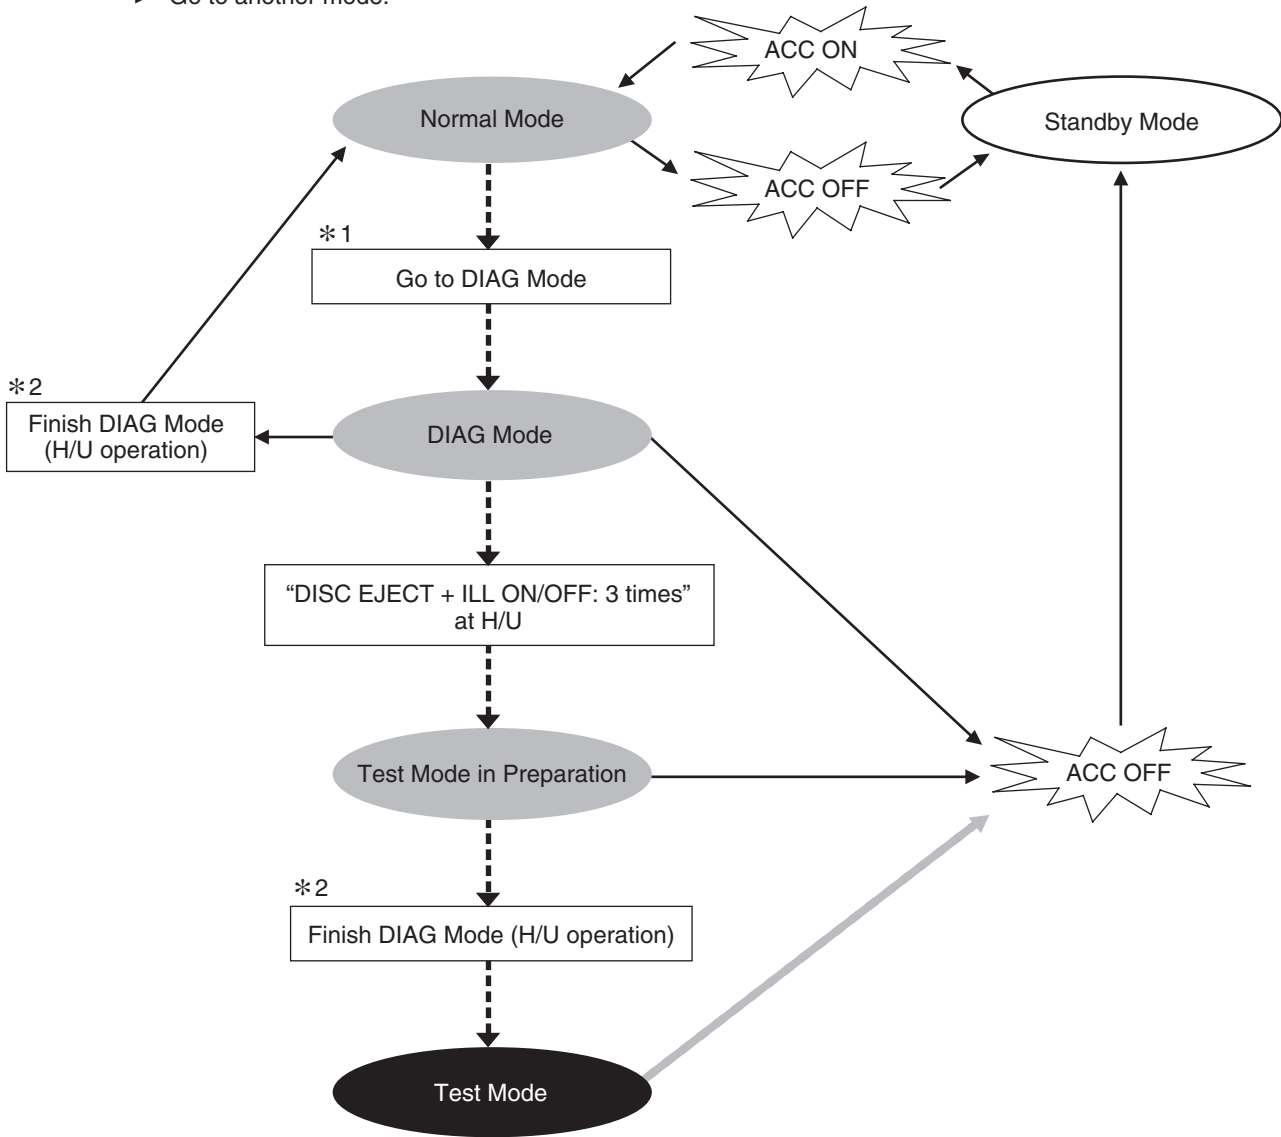 Go to another mode.
ACC ON
Normal Mode
Standby Mode
ACC OFF
*1
Go to DIAG Mode
*2
Finish DIAG Mode
(H/U operation)
DIAG Mode
“DISC EJECT + ILL ON/OFF: 3 times”
at H/U
Test Mode in Preparation
ACC OFF
*2
Finish DIAG Mode (H/U operation)
Test Mode